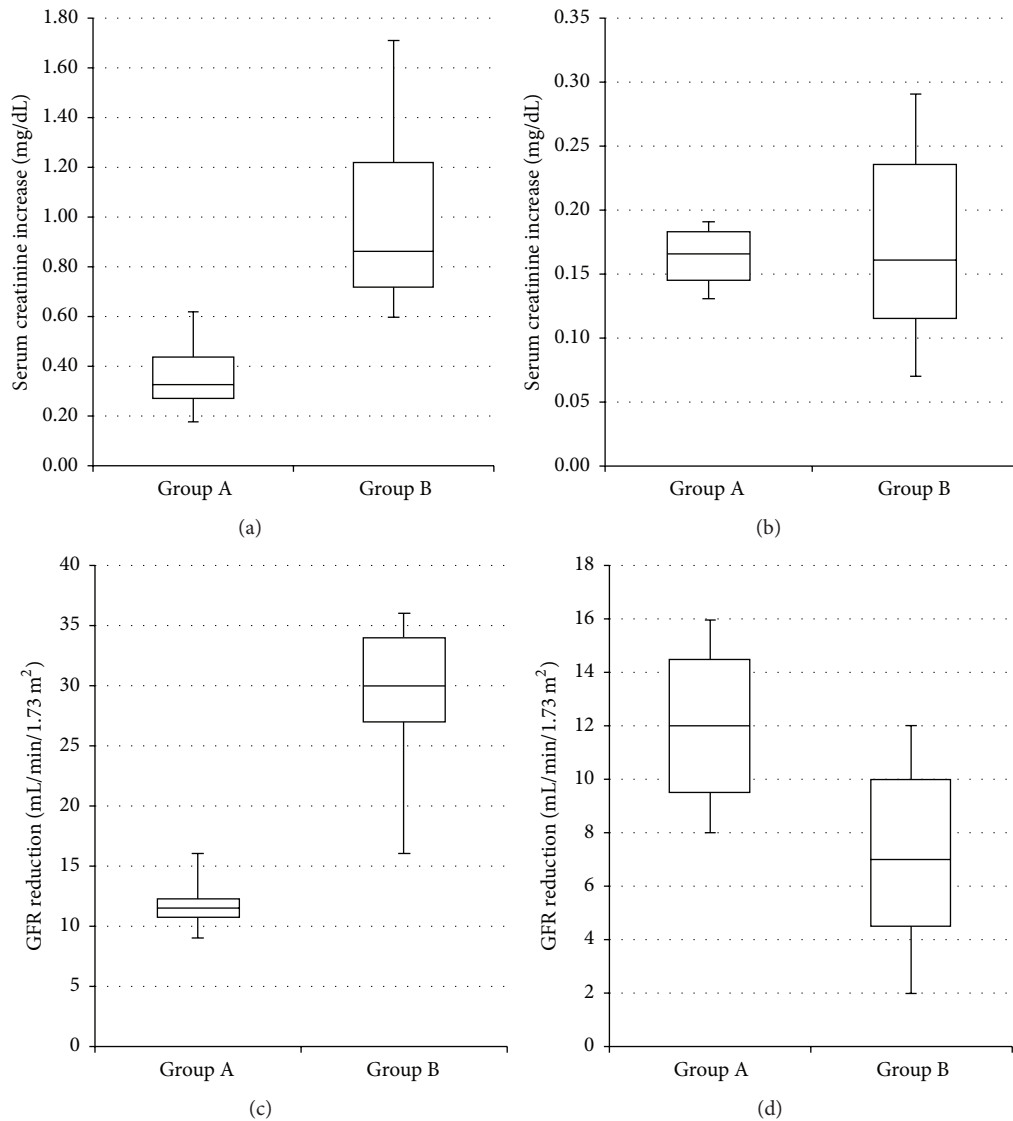 Serum creatinine increase (mg/dL)
1.80
1.60
1.40
1.20
1.00
0.80
0.60
0.40
0.20
0.00
Group A
Group B
(a)
Serum creatinine increase (mg/dL)
0.35
0.30
0.25
0.20
0.15
0.10
0.05
0.00
Group A
Group B
(b)
GFR reduction (mL/min/1.73 m²)
40
35
30
25
20
15
10
5
0
Group A
Group B
(c)
GFR reduction (mL/min/1.73 m²)
18
16
14
12
10
8
6
4
2
0
Group A
Group B
(d)